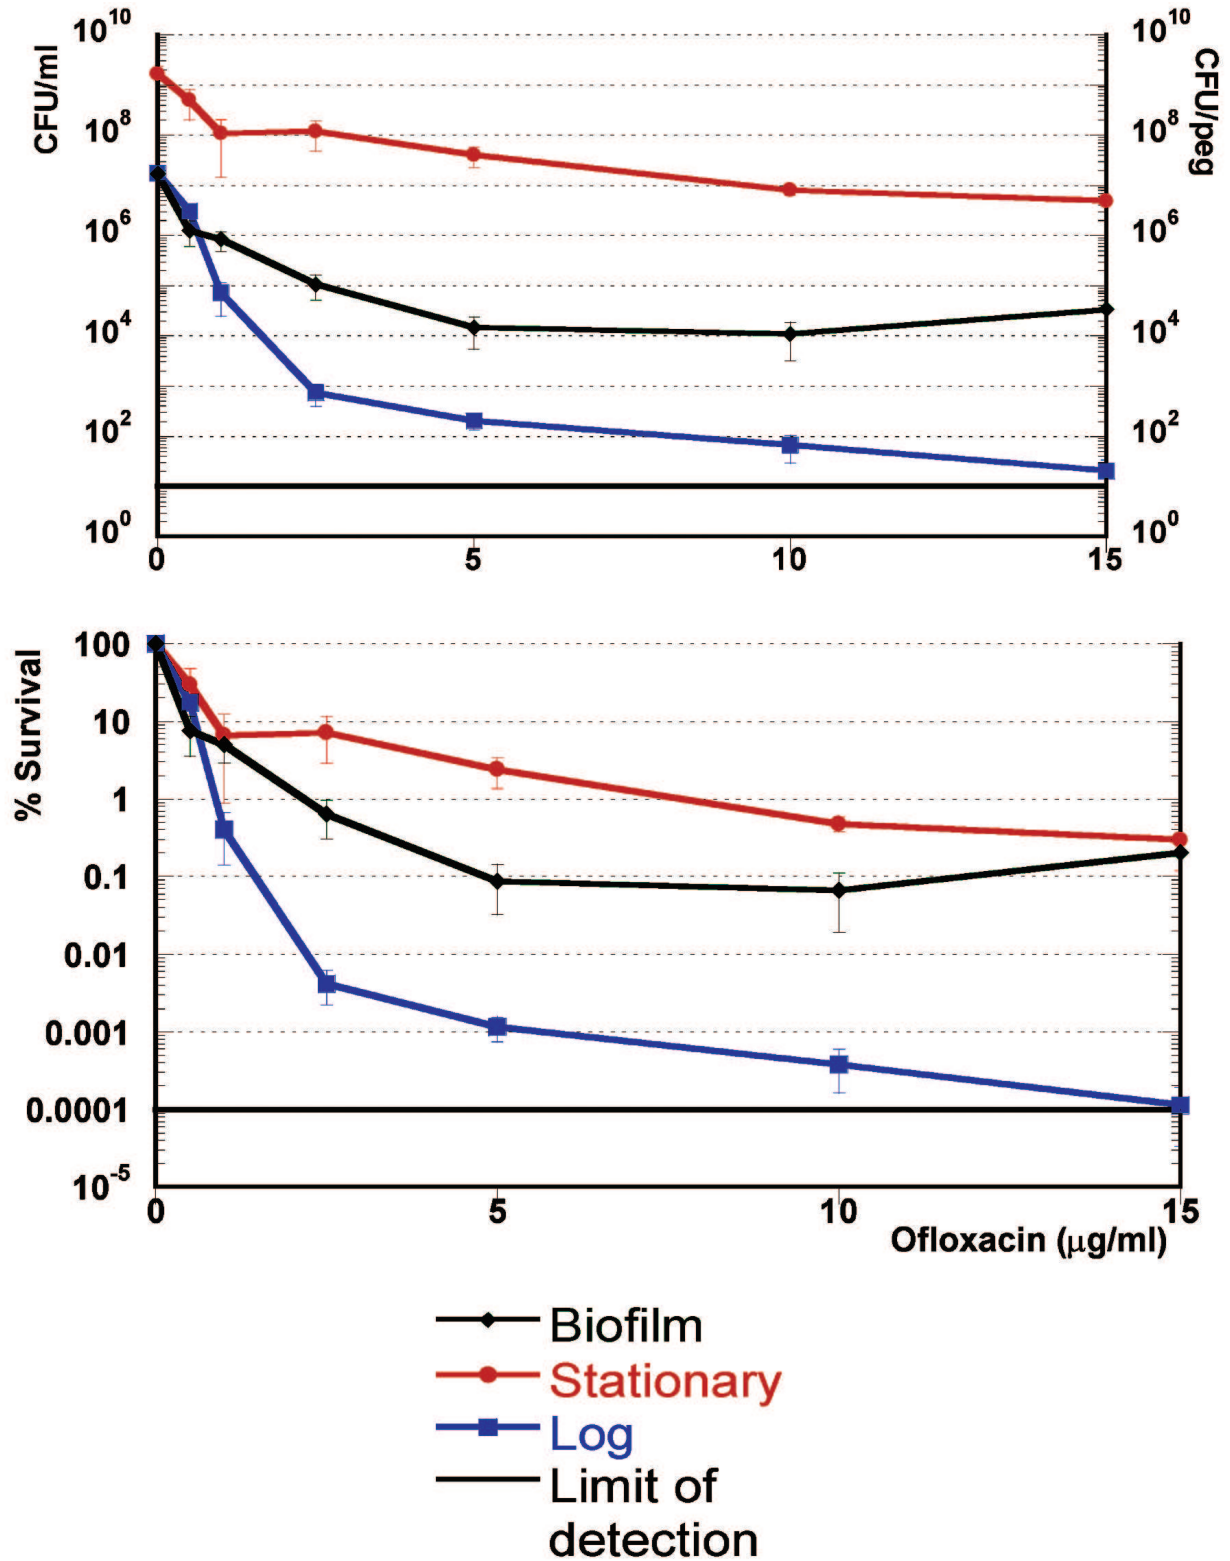 CFU/ml
10^10
10^8
10^6
10^4
10^2
10^0
CFU/peg
10^10
10^8
10^6
10^4
10^2
10^0
0 5 10 15
% Survival
100
10
1
0.1
0.01
0.001
0.0001
10^-5
0 5 10 15
Ofloxacin (μg/ml)
Biofilm
Stationary
Log
Limit of
detection